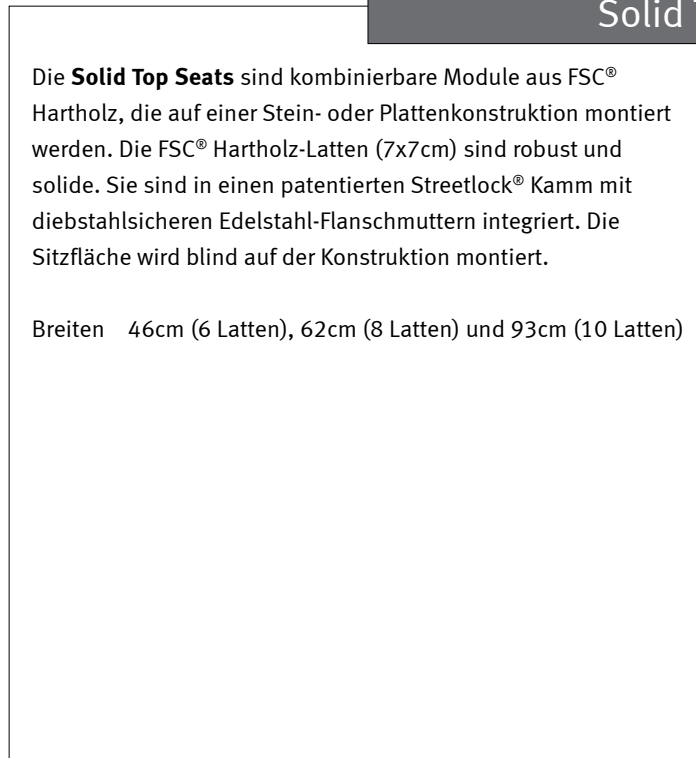 Solid
Die Solid Top Seats sind kombinierbare Module aus FSC®
Hartholz, die auf einer Stein- oder Plattenkonstruktion montiert
werden. Die FSC® Hartholz-Latten (7x7cm) sind robust und
solide. Sie sind in einen patentierten Streetlock® Kamm mit
diebstahlsicheren Edelstahl-Flanschmuttern integriert. Die
Sitzfläche wird blind auf der Konstruktion montiert.
Breiten 46cm (6 Latten), 62cm (8 Latten) und 93cm (10 Latten)